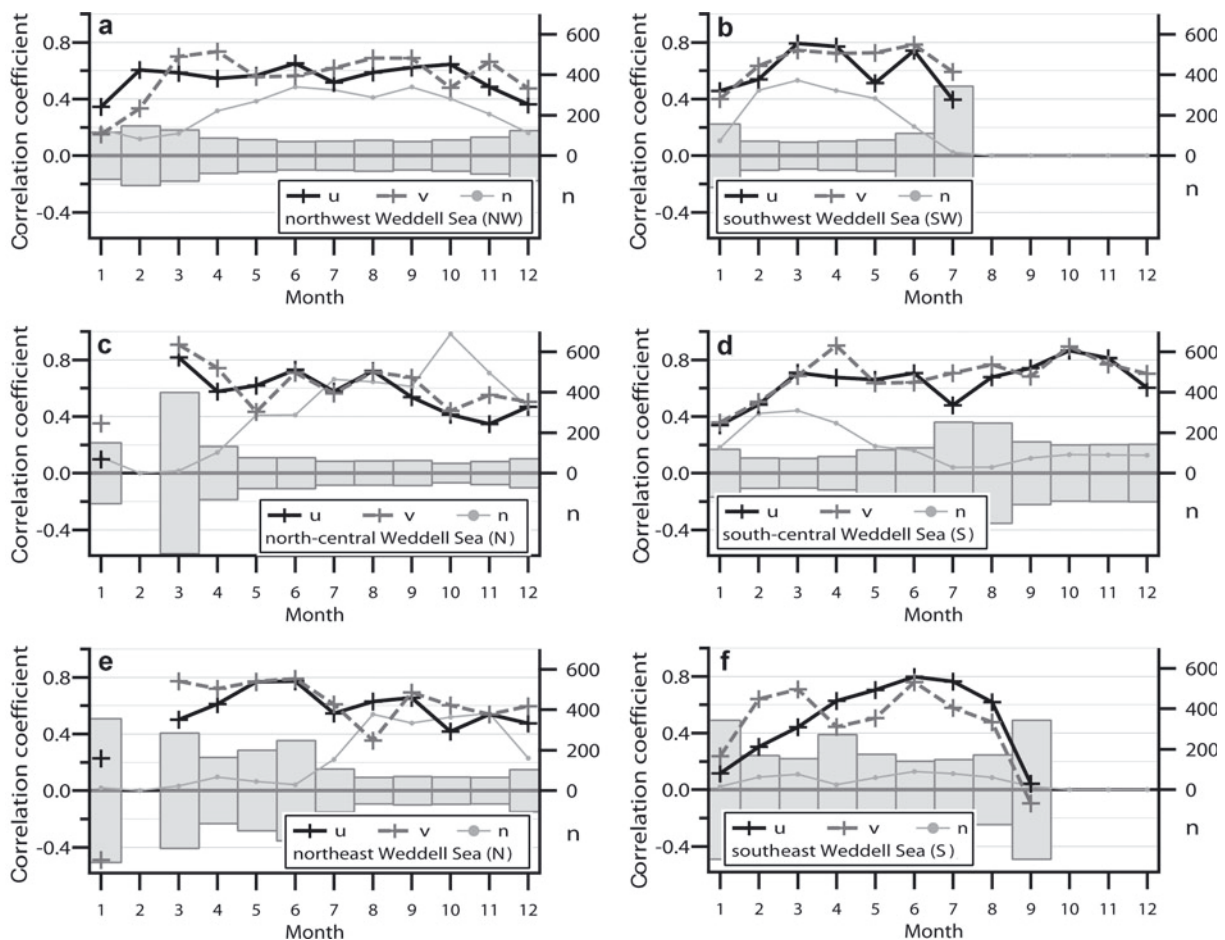 a
Correlation coefficient
0.8
0.4
0.0
-0.4
600
400
200
0
n
u v n
northwest Weddell Sea (NW)
1 2 3 4 5 6 7 8 9 10 11 12
Month
b
Correlation coefficient
0.8
0.4
0.0
-0.4
600
400
200
0
n
u v n
southwest Weddell Sea (SW)
1 2 3 4 5 6 7 8 9 10 11 12
Month
c
Correlation coefficient
0.8
0.4
0.0
-0.4
600
400
200
0
n
u v n
north-central Weddell Sea (N)
1 2 3 4 5 6 7 8 9 10 11 12
Month
d
Correlation coefficient
0.8
0.4
0.0
-0.4
600
400
200
0
n
u v n
south-central Weddell Sea (S)
1 2 3 4 5 6 7 8 9 10 11 12
Month
e
Correlation coefficient
0.8
0.4
0.0
-0.4
600
400
200
0
n
u v n
northeast Weddell Sea (N)
1 2 3 4 5 6 7 8 9 10 11 12
Month
f
Correlation coefficient
0.8
0.4
0.0
-0.4
600
400
200
0
n
u v n
southeast Weddell Sea (S)
1 2 3 4 5 6 7 8 9 10 11 12
Month